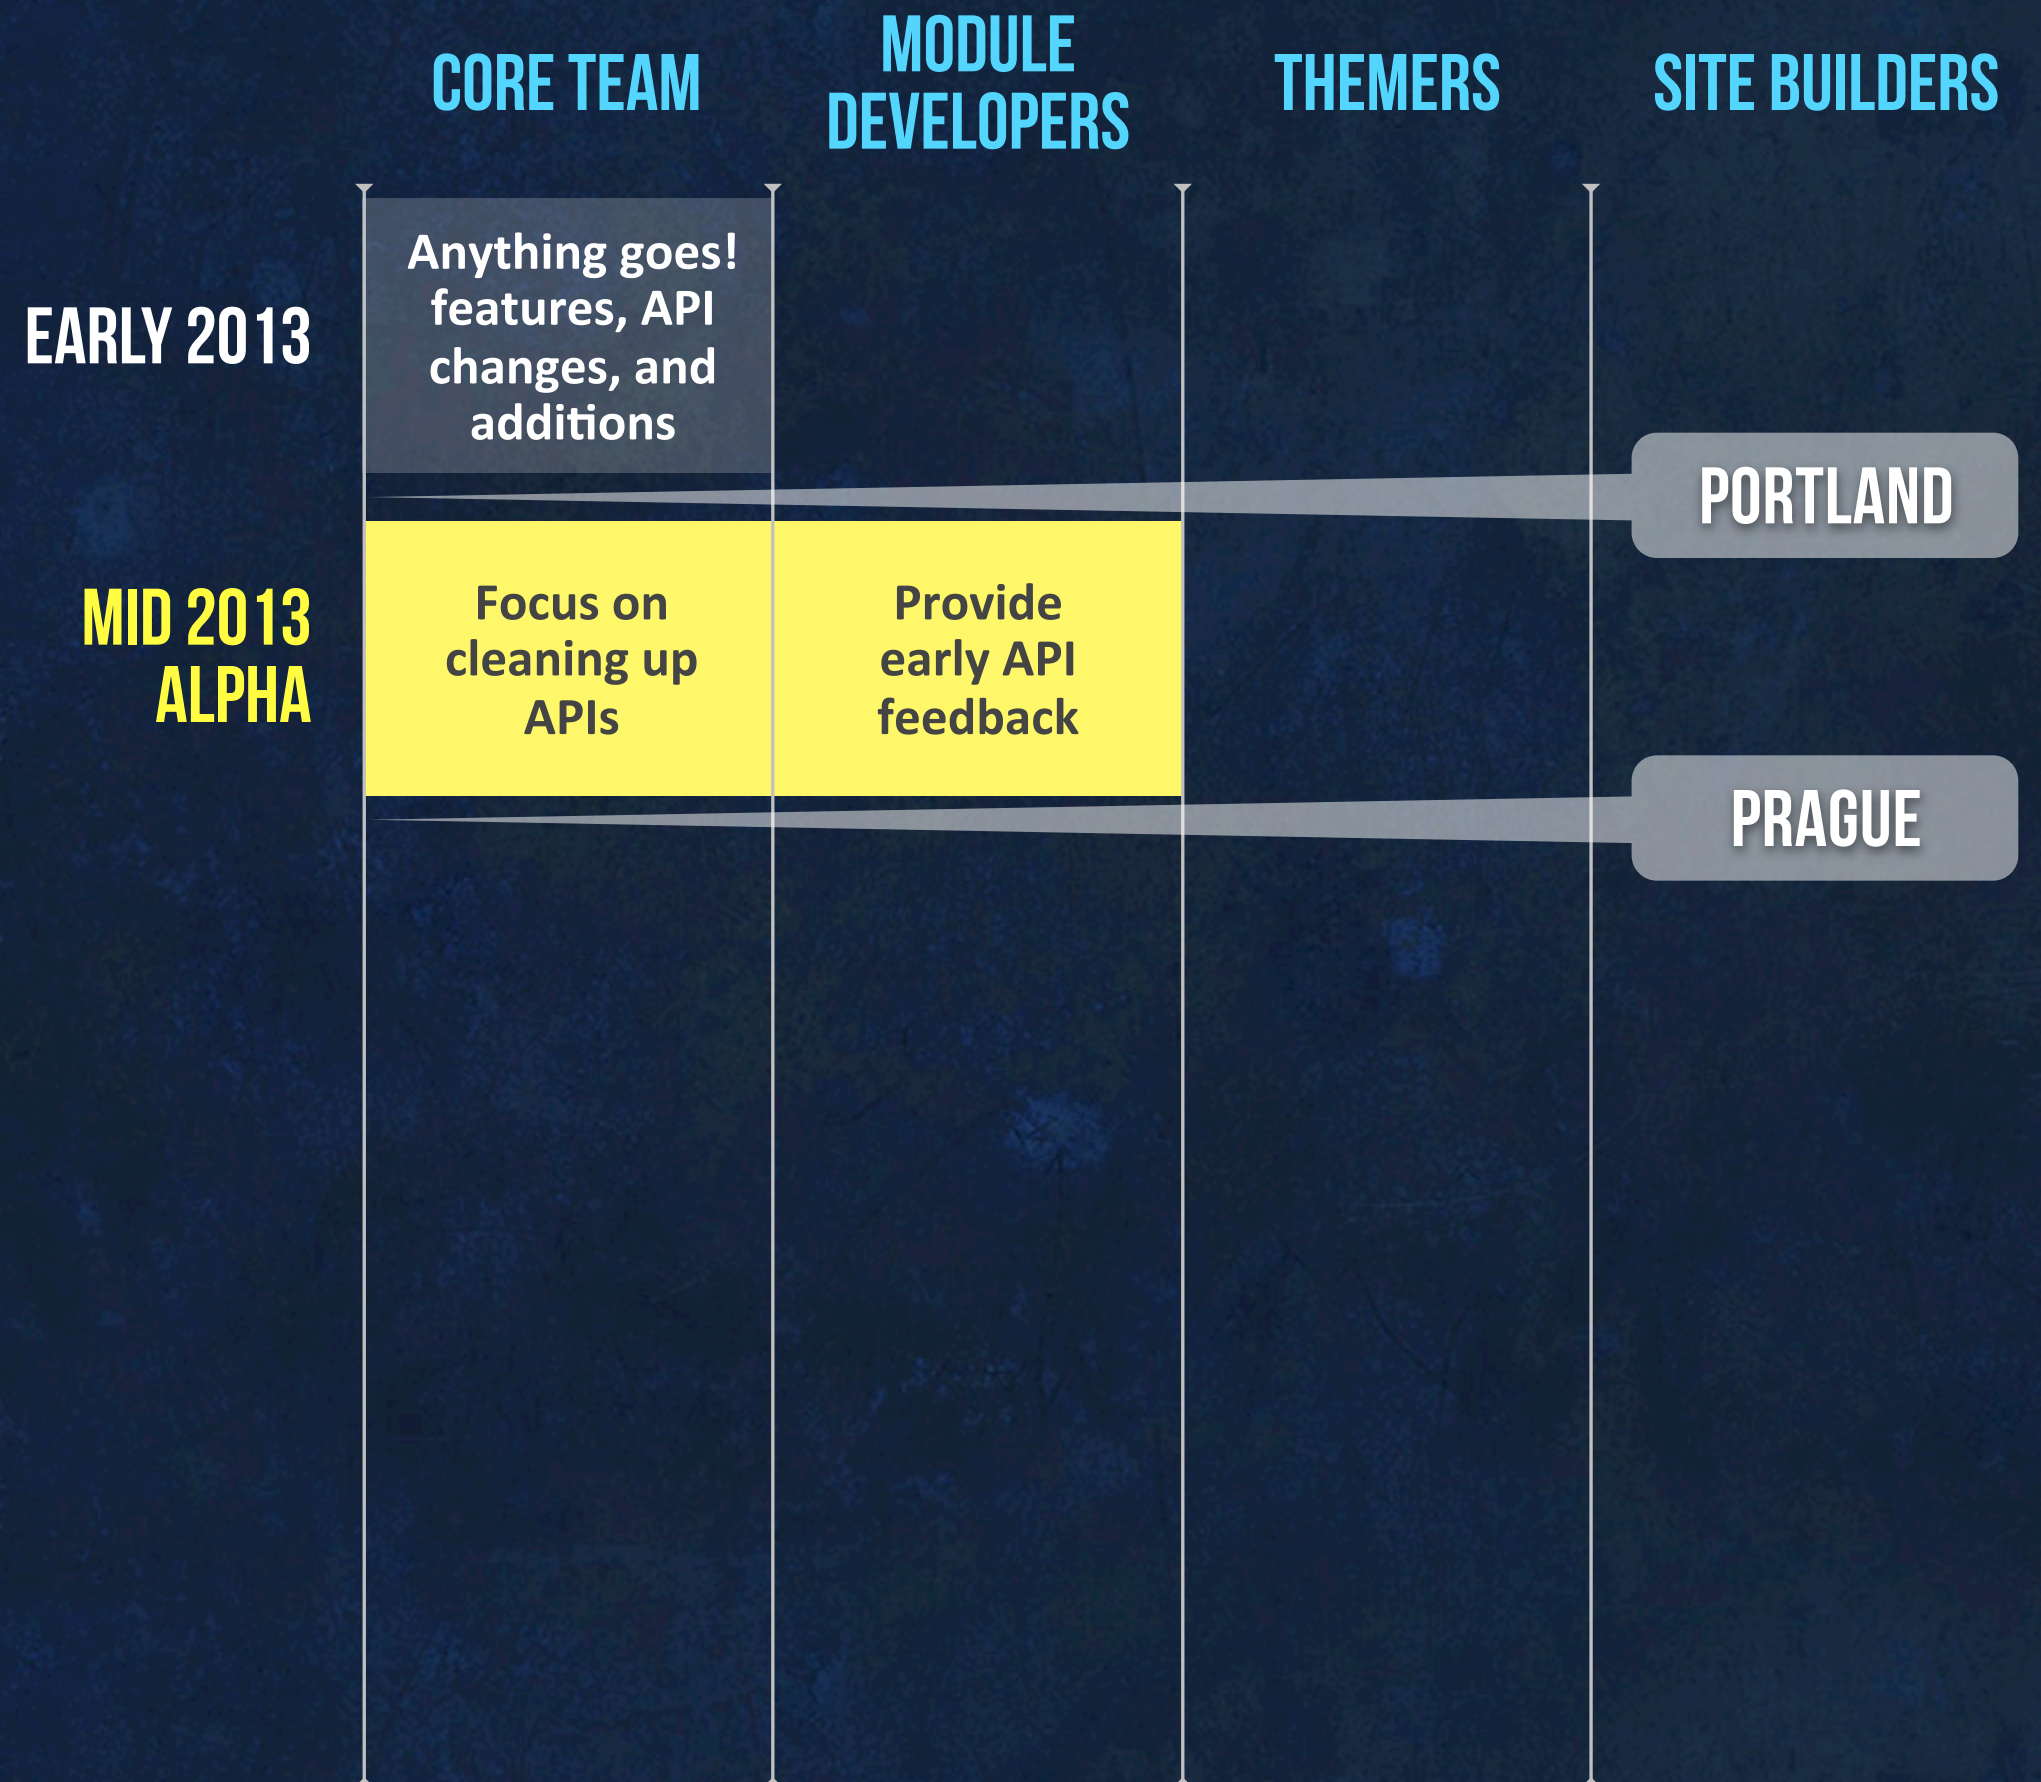 CORE TEAM
MODULE
DEVELOPERS
THEMERS
SITE BUILDERS
EARLY 2013
Anything goes!
features, API
changes, and
additions
PORTLAND
MID 2013
ALPHA
Focus on
cleaning up
APIs
Provide
early API
feedback
PRAGUE